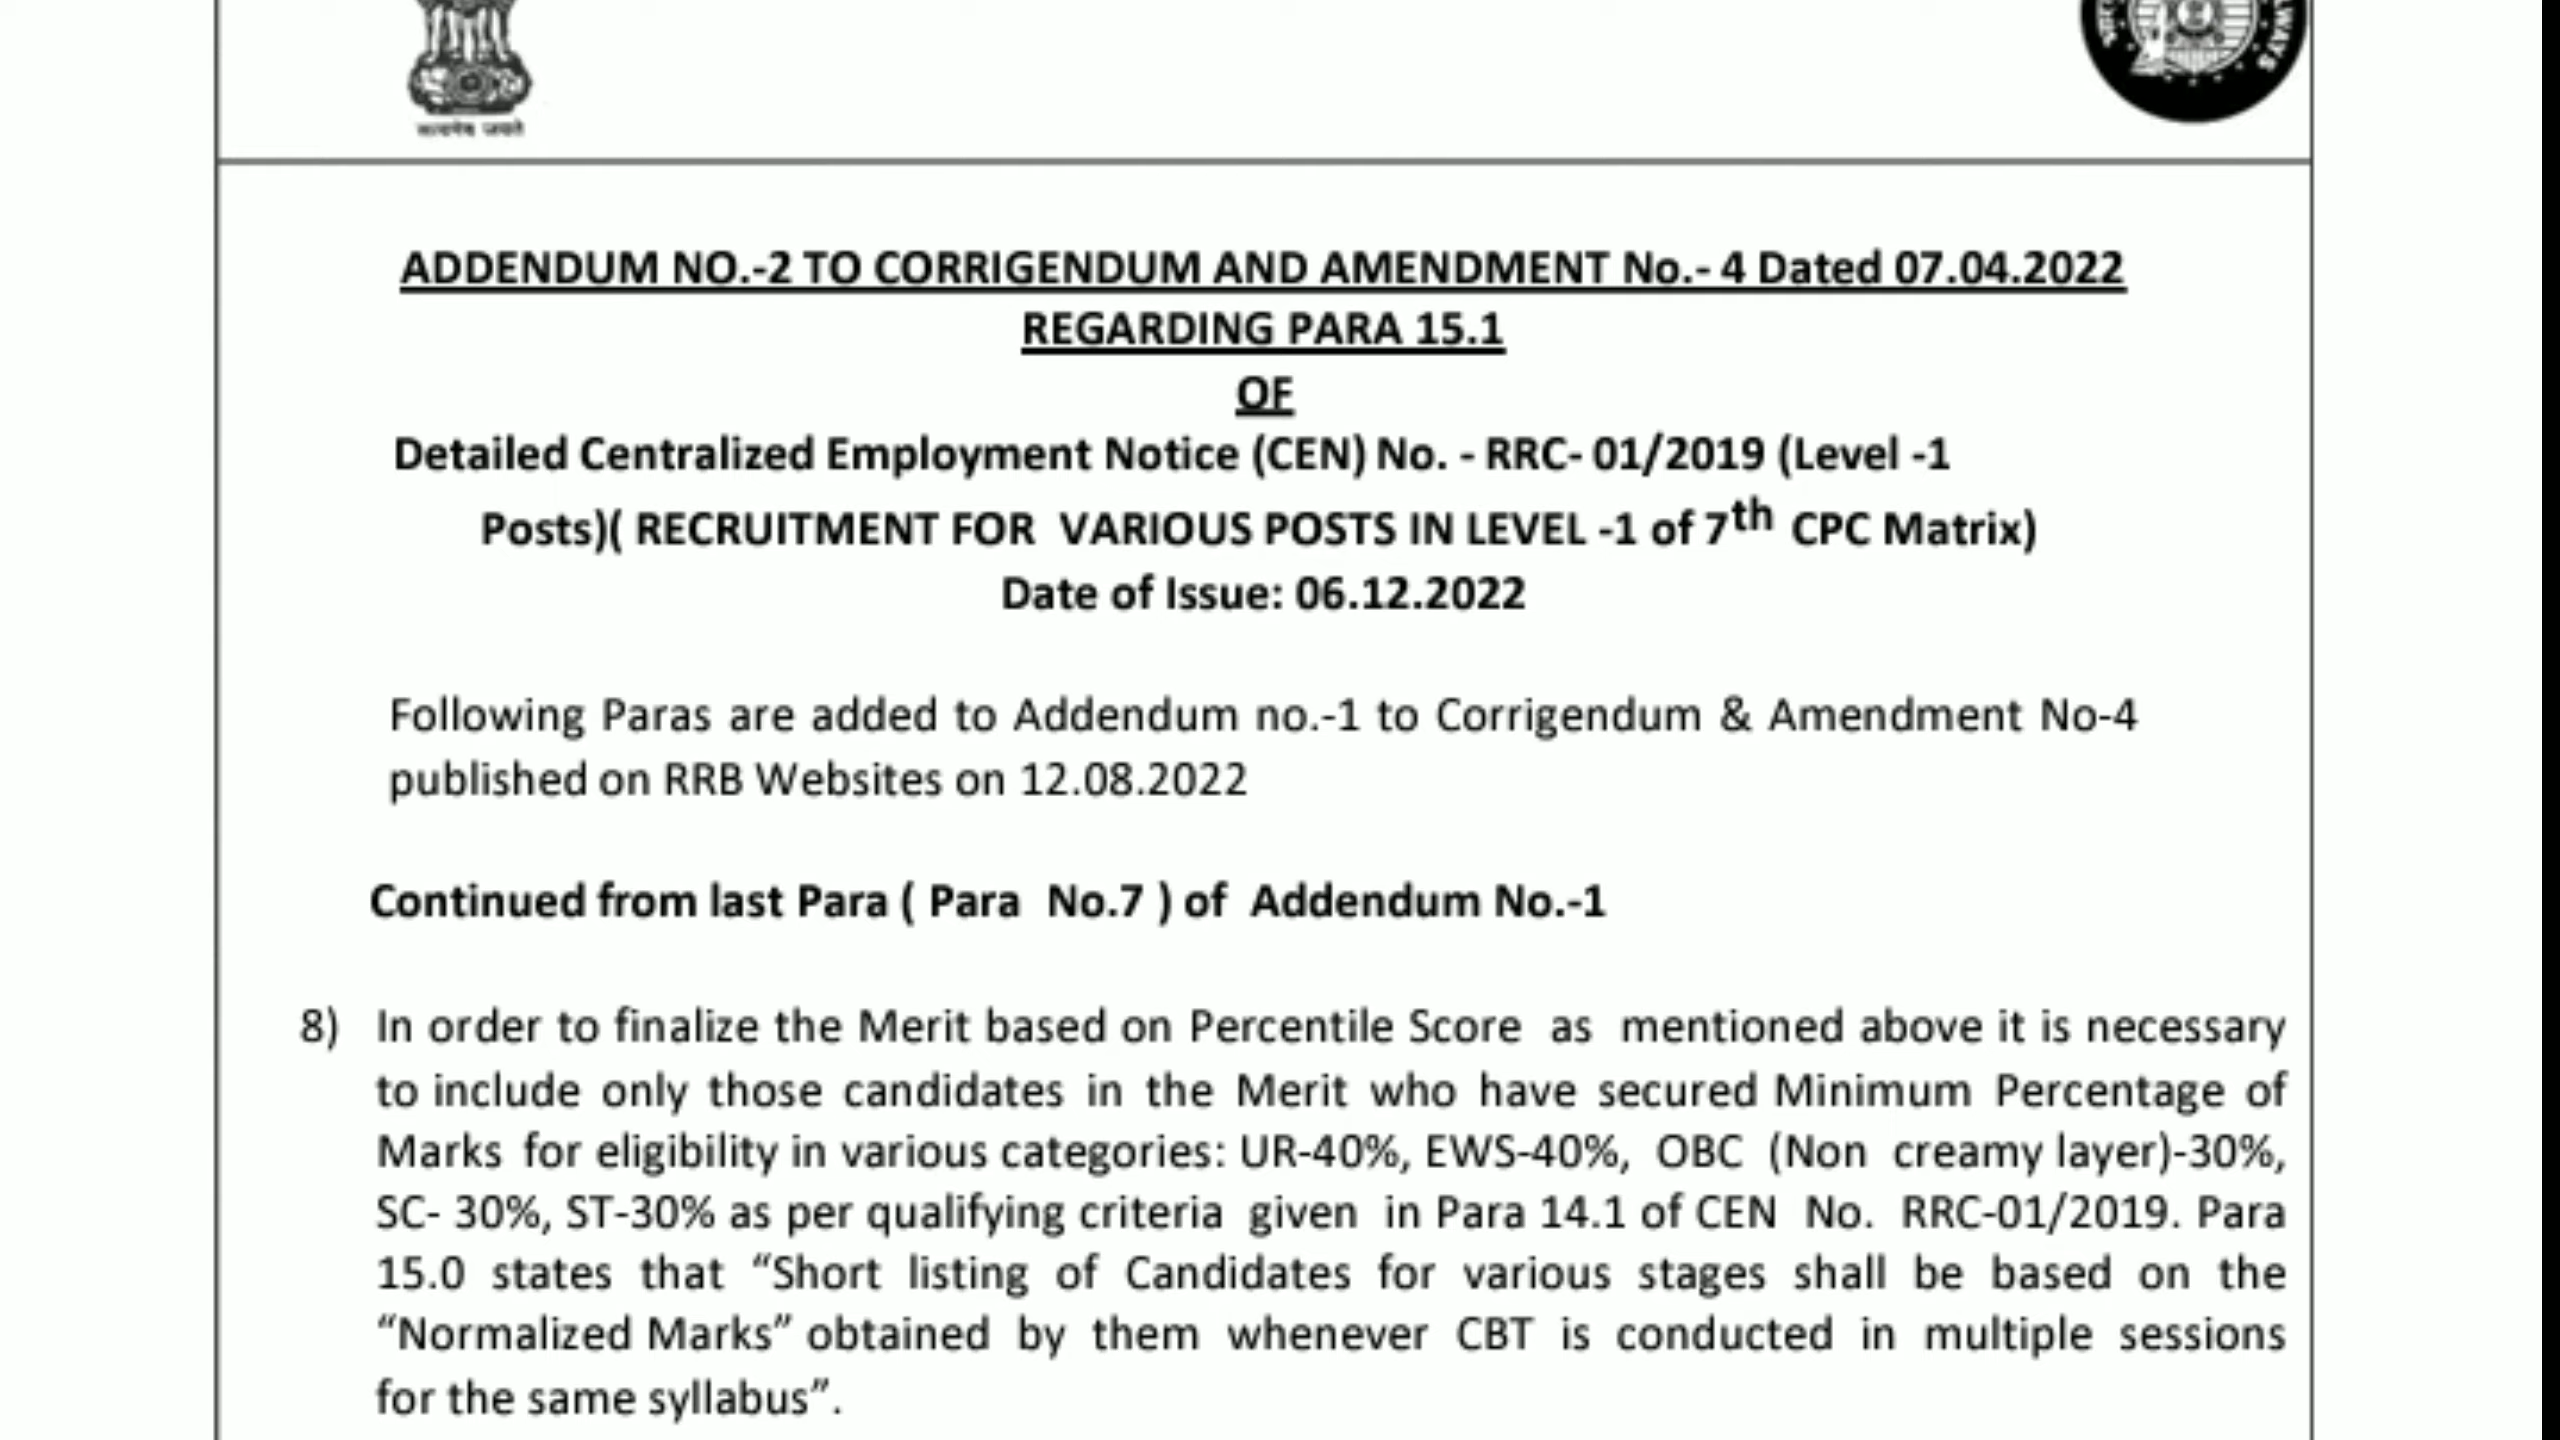 सत्यमेव जयते
ADDENDUM NO.-2 TO CORRIGENDUM AND AMENDMENT No.- 4 Dated 07.04.2022
REGARDING PARA 15.1
OF
Detailed Centralized Employment Notice (CEN) No. - RRC- 01/2019 (Level -1
Posts)( RECRUITMENT FOR VARIOUS POSTS IN LEVEL -1 of 7th CPC Matrix)
Date of Issue: 06.12.2022
Following Paras are added to Addendum no.-1 to Corrigendum & Amendment No-4
published on RRB Websites on 12.08.2022
Continued from last Para ( Para No.7 ) of Addendum No.-1
8) In order to finalize the Merit based on Percentile Score as mentioned above it is necessary
to include only those candidates in the Merit who have secured Minimum Percentage of
Marks for eligibility in various categories: UR-40%, EWS-40%, OBC (Non creamy layer)-30%,
SC- 30%, ST-30% as per qualifying criteria given in Para 14.1 of CEN No. RRC-01/2019. Para
15.0 states that “Short listing of Candidates for various stages shall be based on the
“Normalized Marks” obtained by them whenever CBT is conducted in multiple sessions
for the same syllabus”.